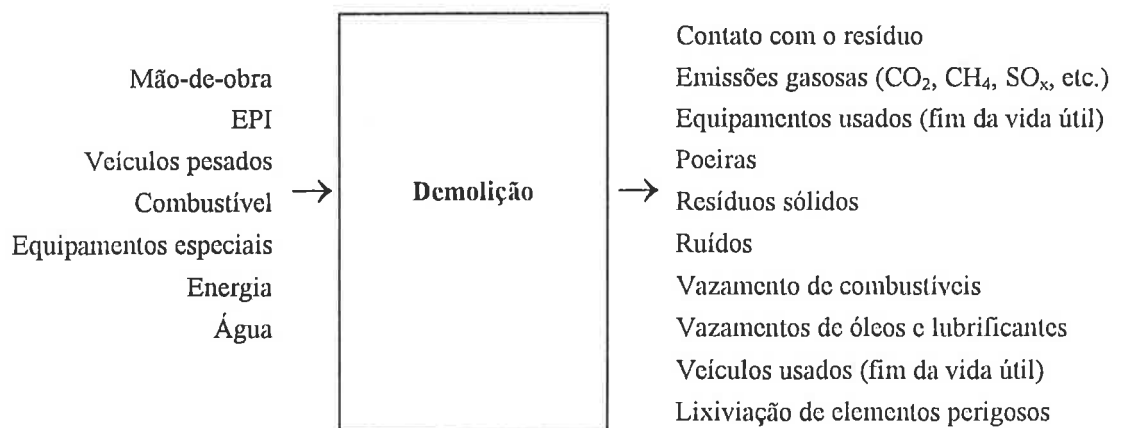 Mão-de-obra
EPI
Veículos pesados
Combustível
Equipamentos especiais
Energia
Água
→
Demolição
→
Contato com o resíduo
Emissões gasosas (CO₂, CH₄, SOₓ, etc.)
Equipamentos usados (fim da vida útil)
Poeiras
Resíduos sólidos
Ruídos
Vazamento de combustíveis
Vazamentos de óleos e lubrificantes
Veículos usados (fim da vida útil)
Lixiviação de elementos perigosos